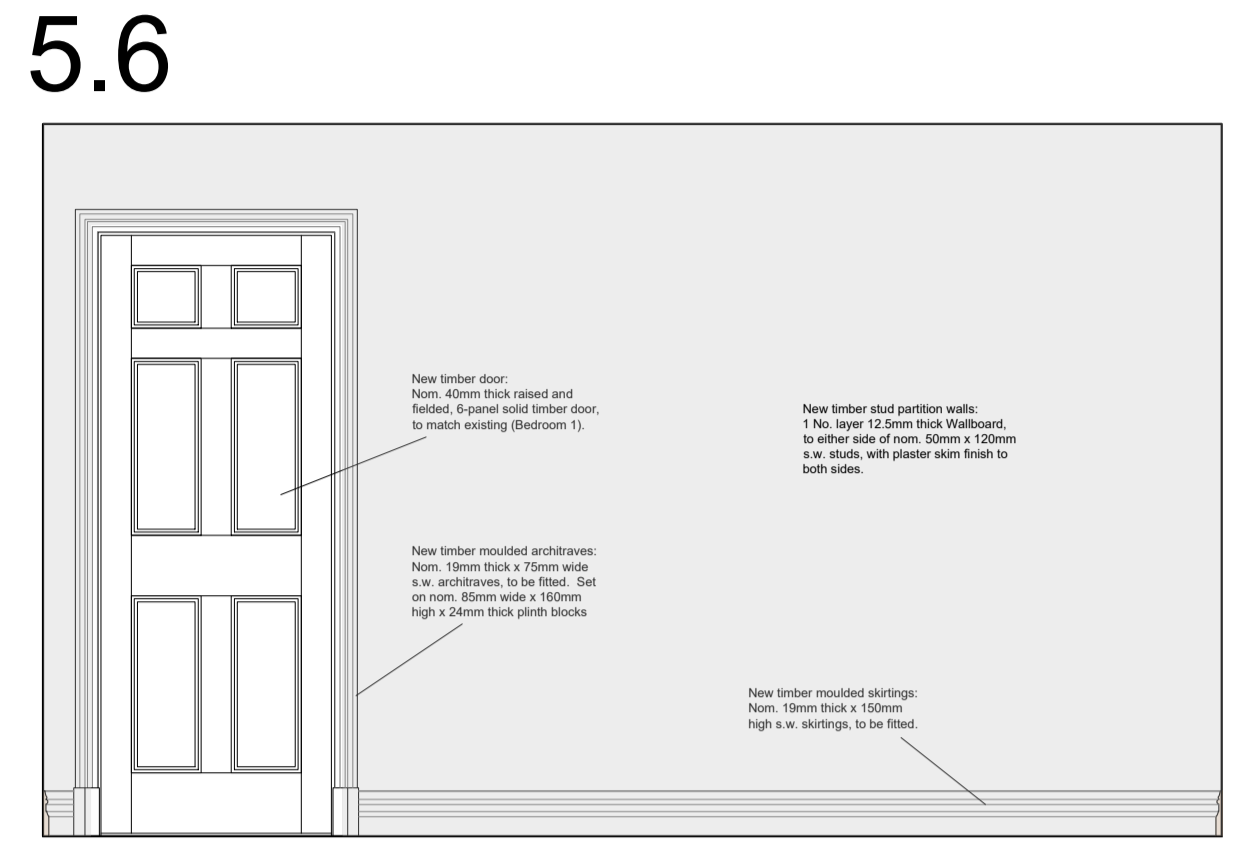 5.6
New timber door:
Nom. 40mm thick raised and
fielded, 6-panel solid timber door,
to match existing (Bedroom 1).
New timber stud partition walls:
1 No. layer 12.5mm thick Wallboard,
to either side of nom. 50mm x 120mm
s.w. studs, with plaster skim finish to
both sides.
New timber moulded architraves:
Nom. 19mm thick x 75mm wide
s.w. architraves, to be fitted.  Set
on nom. 85mm wide x 160mm
high x 24mm thick plinth blocks
New timber moulded skirtings:
Nom. 19mm thick x 150mm
high s.w. skirtings, to be fitted.